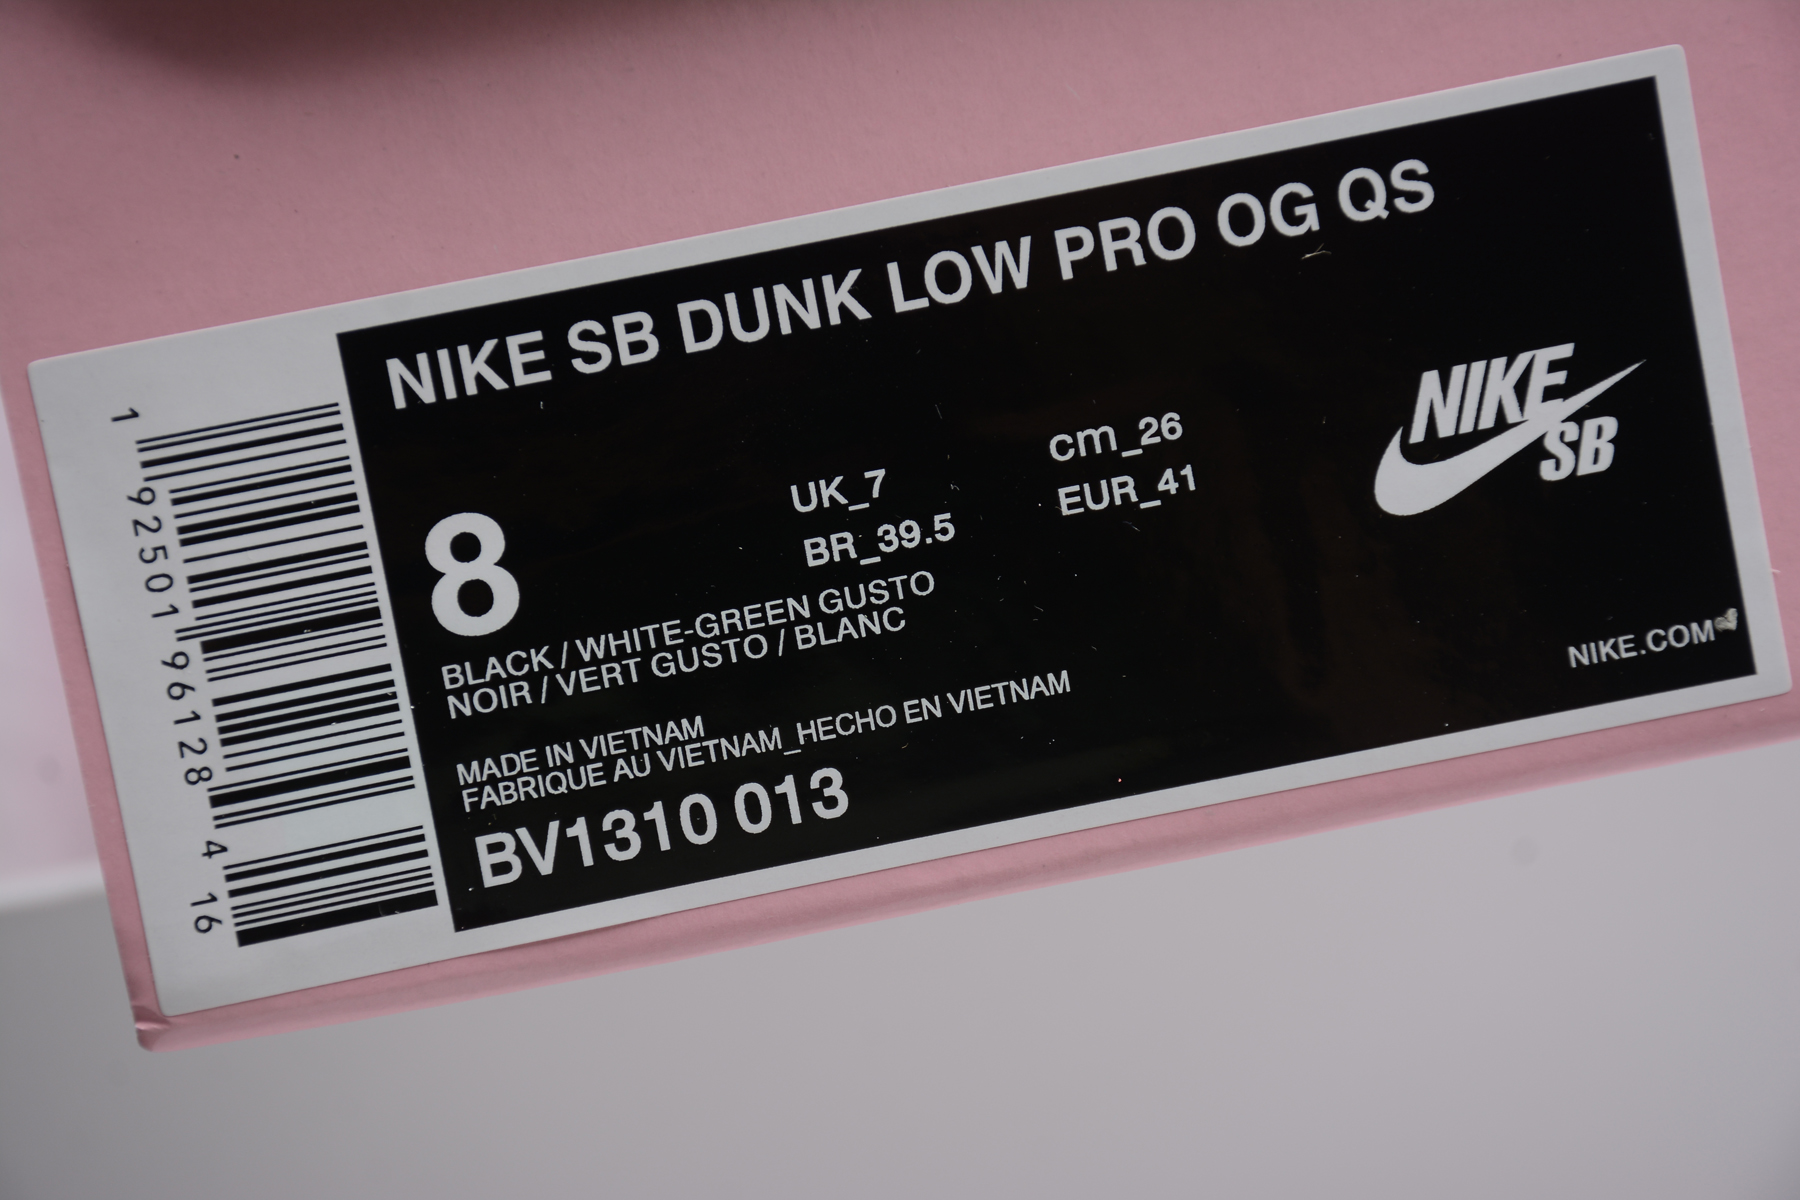 NIKE SB DUNK LOW PRO OG QS
8
UK_7
cm_26
BR_39.5
EUR_41
BLACK / WHITE-GREEN GUSTO
NOIR / VERT GUSTO / BLANC
MADE IN VIETNAM
FABRIQUE AU VIETNAM_HECHO EN VIETNAM
BV1310 013
NIKE
SB
NIKE.COM
1 92501 96128 4 16